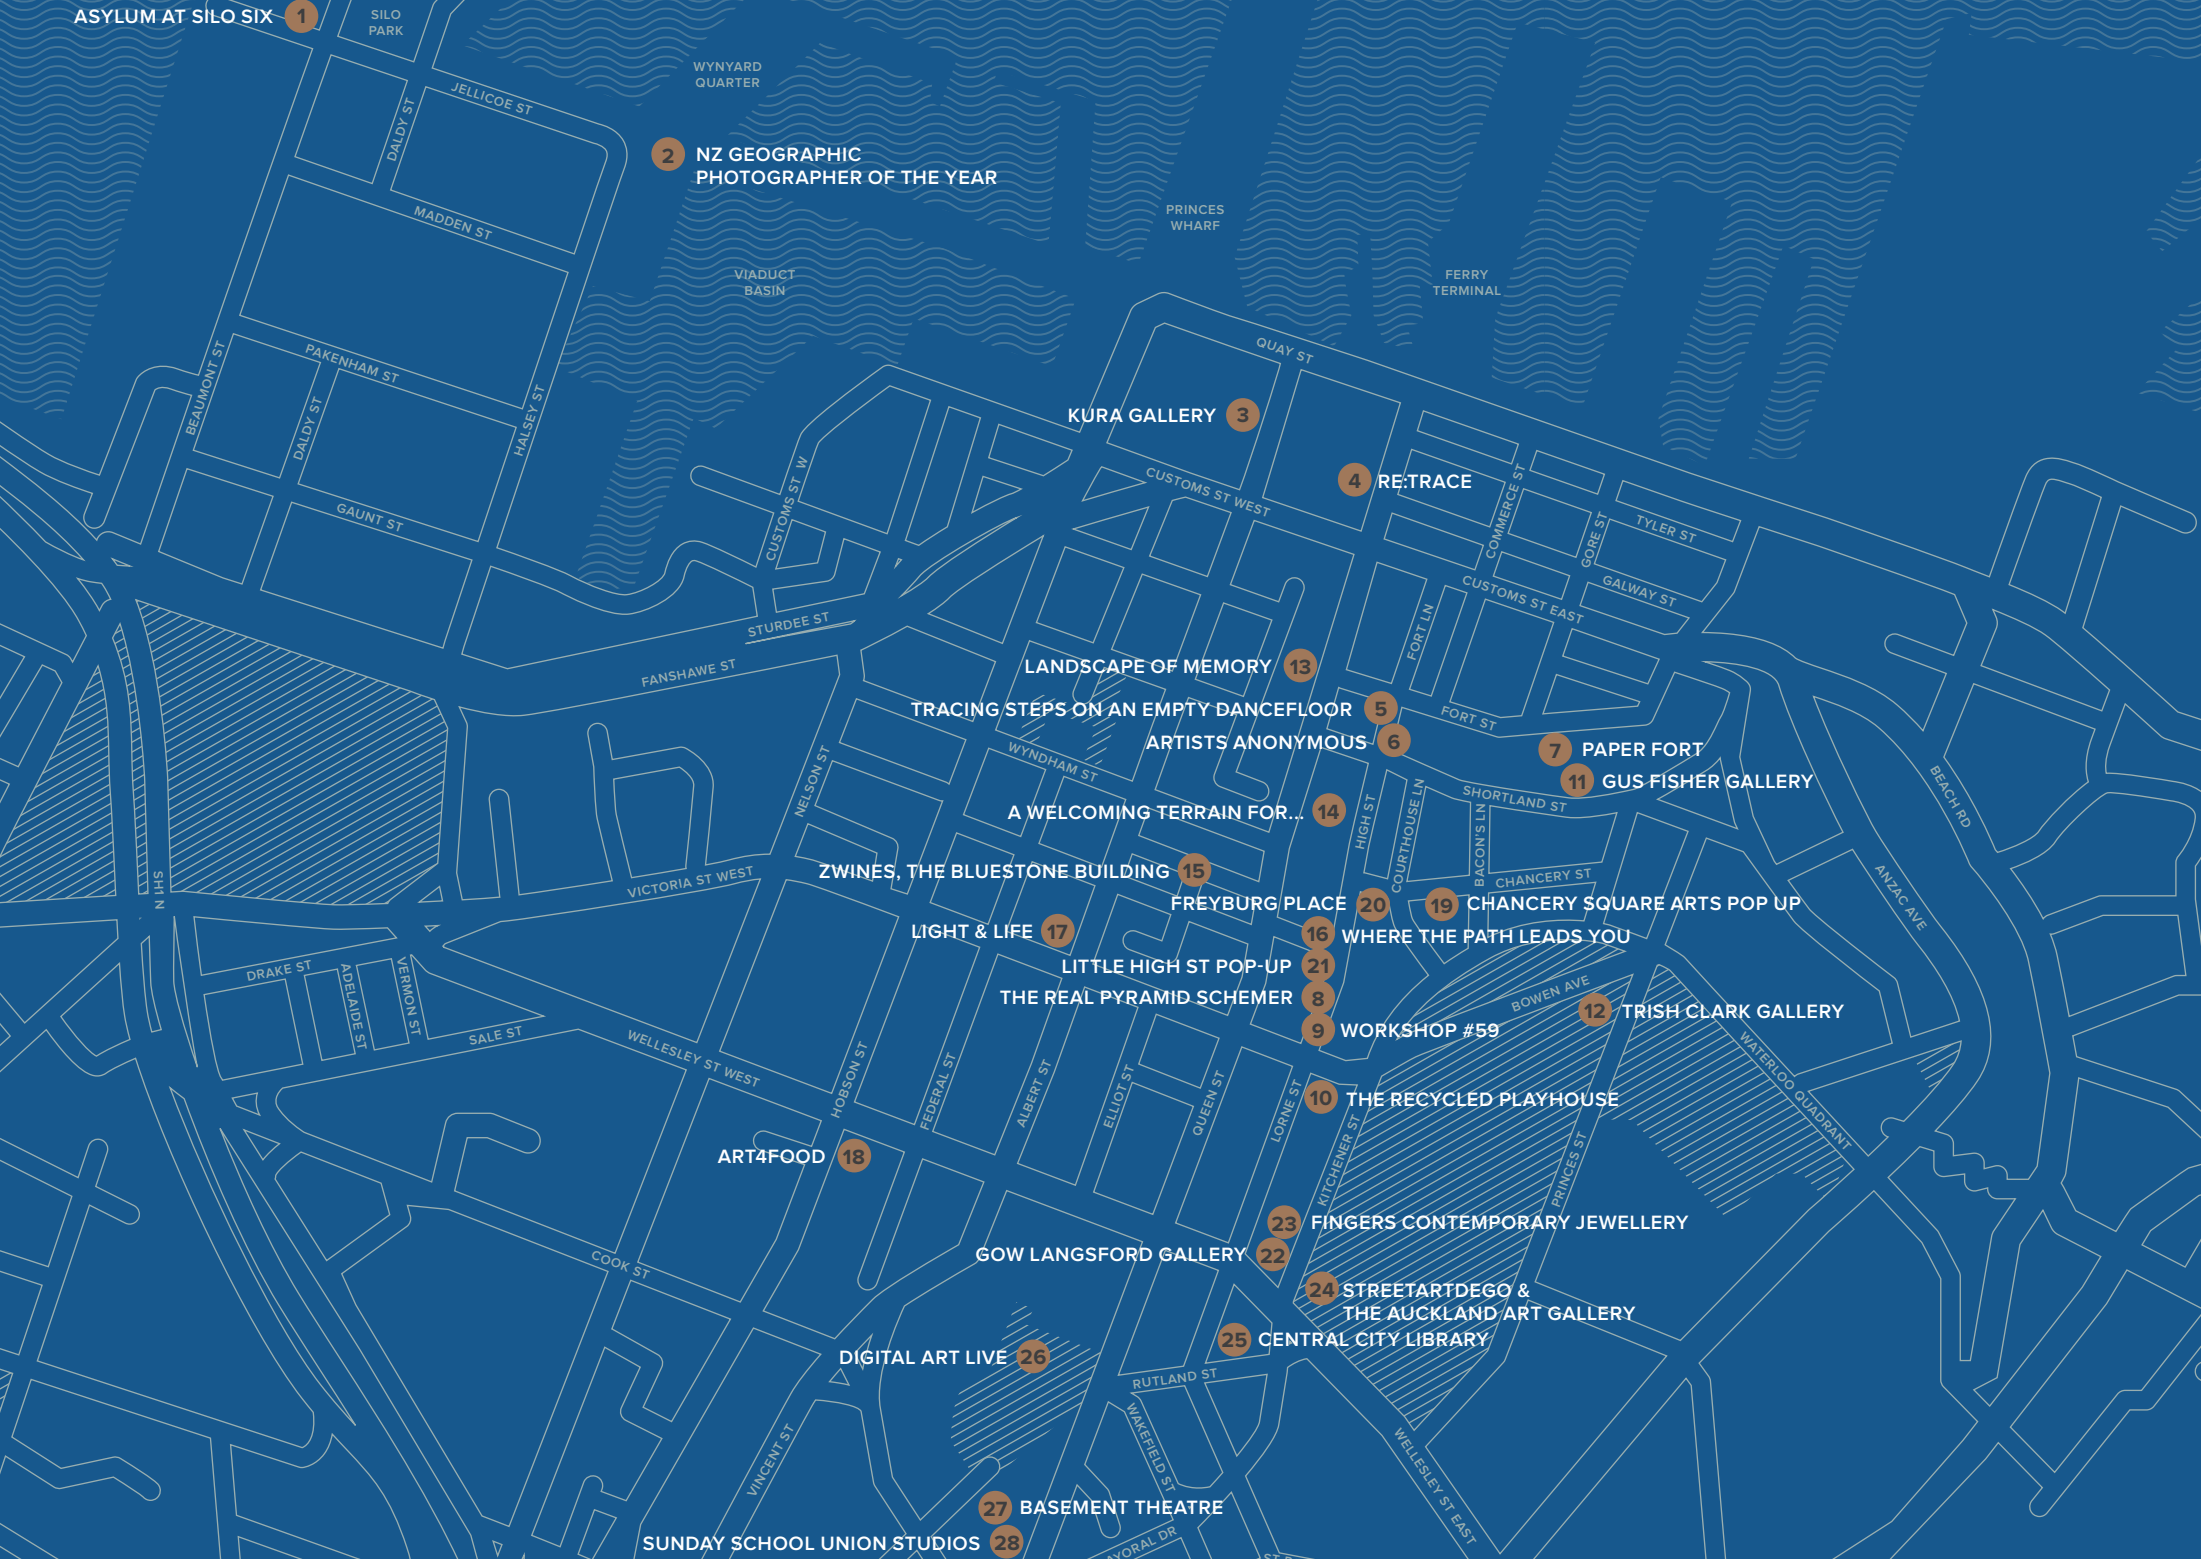 ASYLUM AT SILO SIX
1
SILO
PARK
WYNYARD
QUARTER
JELLICOE ST
DALDY ST
2
NZ GEOGRAPHIC
PHOTOGRAPHER OF THE YEAR
MADDEN ST
PRINCES
WHARF
VIADUCT
BASIN
FERRY
TERMINAL
PAKENHAM ST
BEAUMONT ST
DALDY ST
HALSEY ST
QUAY ST
KURA GALLERY
3
4
RE:TRACE
CUSTOMS ST WEST
CUSTOMS ST W
COMMERCE ST
GORE ST
TYLER ST
GAUNT ST
GALWAY ST
CUSTOMS ST EAST
FORT LN
STURDEE ST
FANSHAWE ST
LANDSCAPE OF MEMORY
13
TRACING STEPS ON AN EMPTY DANCEFLOOR
5
FORT ST
ARTISTS ANONYMOUS
6
7
PAPER FORT
WYNDHAM ST
NELSON ST
11
GUS FISHER GALLERY
SHORTLAND ST
BEACH RD
A WELCOMING TERRAIN FOR...
14
HIGH ST
COURTHOUSE LN
BACON'S LN
ZWINES, THE BLUESTONE BUILDING
15
CHANCERY ST
VICTORIA ST WEST
SH1 N
ANZAC AVE
FREYBURG PLACE
20
19
CHANCERY SQUARE ARTS POP UP
LIGHT & LIFE
17
16
WHERE THE PATH LEADS YOU
LITTLE HIGH ST POP-UP
21
DRAKE ST
ADELAIDE ST
VERNON ST
THE REAL PYRAMID SCHEMER
8
BOWEN AVE
12
TRISH CLARK GALLERY
9
WORKSHOP #59
SALE ST
WELLESLEY ST WEST
WATERLOO QUADRANT
HOBSON ST
FEDERAL ST
ALBERT ST
ELLIOT ST
QUEEN ST
LORNE ST
10
THE RECYCLED PLAYHOUSE
KITCHENER ST
PRINCES ST
ART4FOOD
18
23
FINGERS CONTEMPORARY JEWELLERY
GOW LANGSFORD GALLERY
22
COOK ST
24
STREETARTDEGO &
THE AUCKLAND ART GALLERY
25
CENTRAL CITY LIBRARY
DIGITAL ART LIVE
26
RUTLAND ST
WAKEFIELD ST
VINCENT ST
WELLESLEY ST EAST
27
BASEMENT THEATRE
SUNDAY SCHOOL UNION STUDIOS
28
AYORAL DR